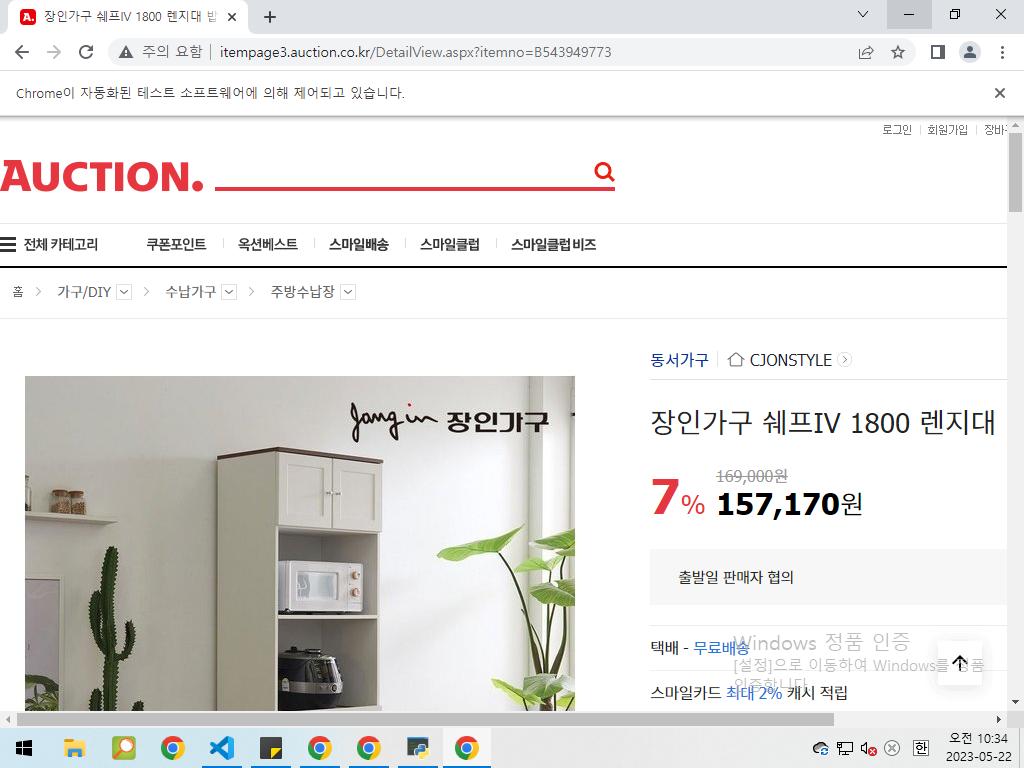 장인가구 쉐프IV 1800 렌지대 밥
주의 요함
itempage3.auction.co.kr/DetailView.aspx?itemno=B543949773
Chrome이 자동화된 테스트 소프트웨어에 의해 제어되고 있습니다.
로그인 회원가입 장바구
AUCTION.
전체 카테고리 쿠폰포인트 옥션베스트 스마일배송 스마일클럽 스마일클럽 비즈
홈 가구/DIY 수납가구 주방수납장
동서가구 CJONSTYLE
Jangin 장인가구
장인가구 쉐프IV 1800 렌지대
169,000원
7% 157,170원
출발일 판매자 협의
택배 - 무료배송
Windows 정품 인증
[설정]으로 이동하여 Windows를 정품
인증합니다.
스마일카드 최대 2% 캐시 적립
한
오전 10:34
2023-05-22